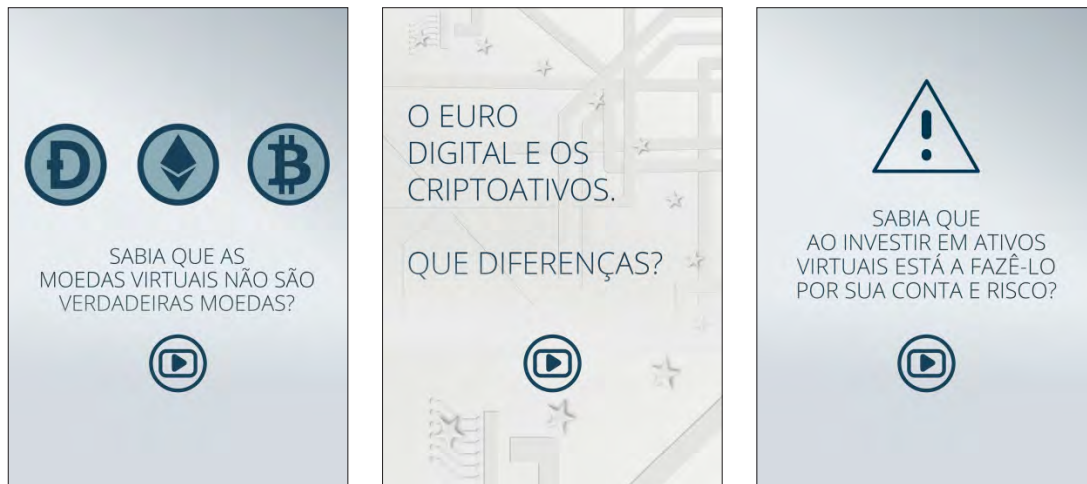 SABIA QUE AS
MOEDAS VIRTUAIS NÃO SÃO
VERDADEIRAS MOEDAS?
O EURO
DIGITAL E OS
CRIPTOATIVOS.
QUE DIFERENÇAS?
SABIA QUE
AO INVESTIR EM ATIVOS
VIRTUAIS ESTÁ A FAZÊ-LO
POR SUA CONTA E RISCO?